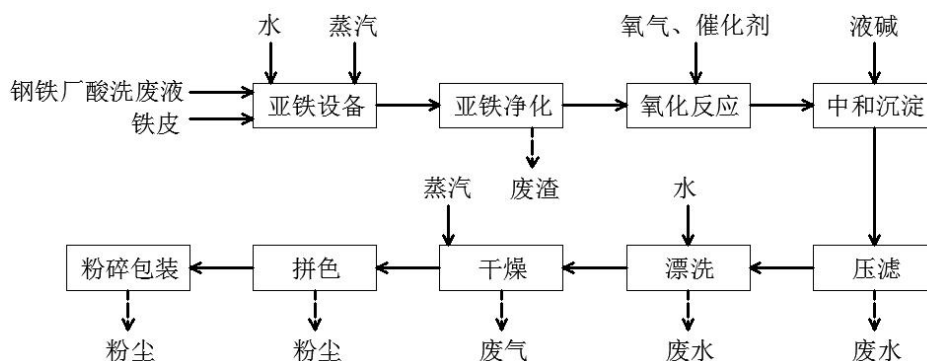 水
蒸汽
氧气、催化剂
液碱
钢铁厂酸洗废液
铁皮
亚铁设备
亚铁净化
氧化反应
中和沉淀
废渣
蒸汽
水
粉碎包装
拼色
干燥
漂洗
压滤
粉尘
粉尘
废气
废水
废水